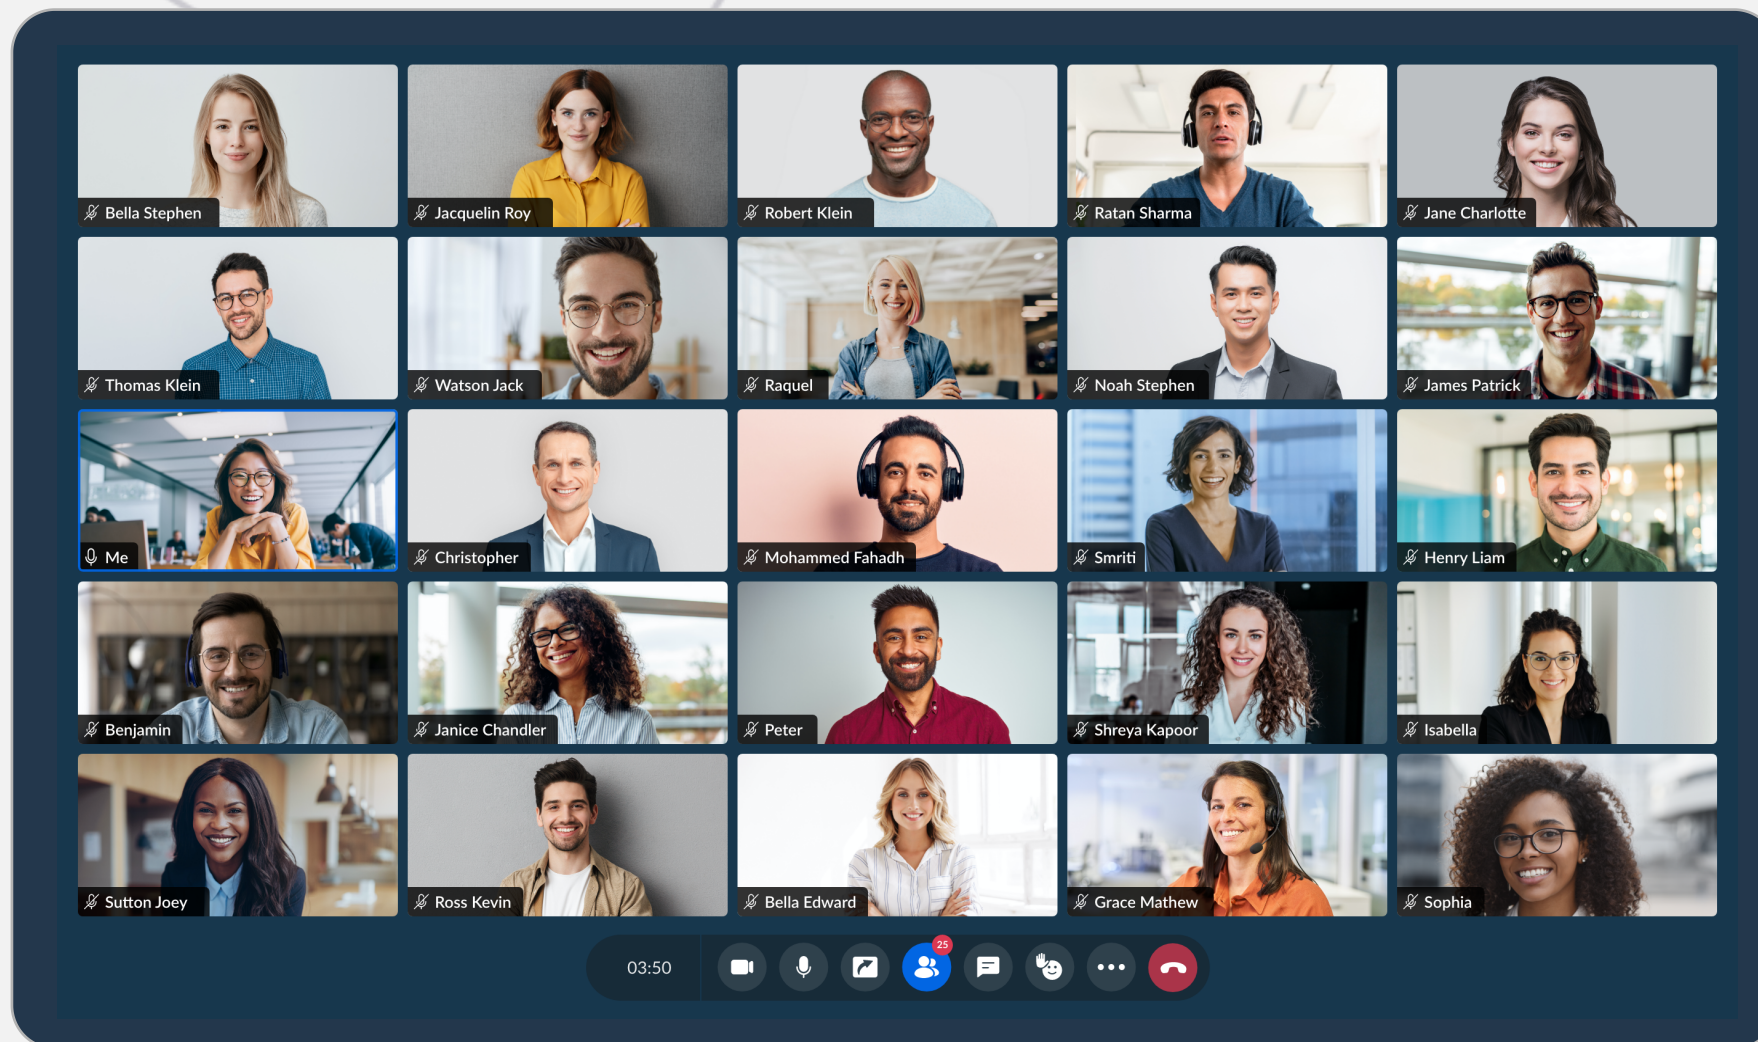 Bella Stephen
Jacquelin Roy
Robert Klein
Ratan Sharma
Jane Charlotte
Thomas Klein
Watson Jack
Raquel
Noah Stephen
James Patrick
Me
Christopher
Mohammed Fahadh
Smriti
Henry Liam
Benjamin
Janice Chandler
Peter
Shreya Kapoor
Isabella
Sutton Joey
Ross Kevin
Bella Edward
Grace Mathew
Sophia
03:50
25